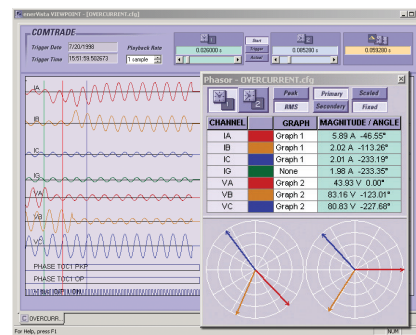 enerVista VIEWPOINT - [OVERCURRENT.cfg]
COMTRADE
Trigger Date 7/20/1998 Playback Rate
Trigger Time 15:51:59.502673 1 sample
Start
Trigger
Actual
0.026000 s
0.085200 s
0.059200 s
Phasor - OVERCURRENT.cfg
1
2
Peak Primary Scaled
RMS Secondary Fixed
CHANNEL GRAPH MAGNITUDE / ANGLE
IA Graph 1 5.89 A -46.55°
IB Graph 1 2.02 A -113.26°
IC Graph 1 2.01 A -233.19°
IG None 1.98 A -233.35°
VA Graph 2 43.93 V 0.00°
VB Graph 2 83.16 V -123.01°
VC Graph 2 80.83 V -227.68°
IA
IB
IC
IG
VA
VB
VC
PHASE TOC1 PKP
PHASE TOC1 OP
OVERCURR...
For Help, press F1
NUM